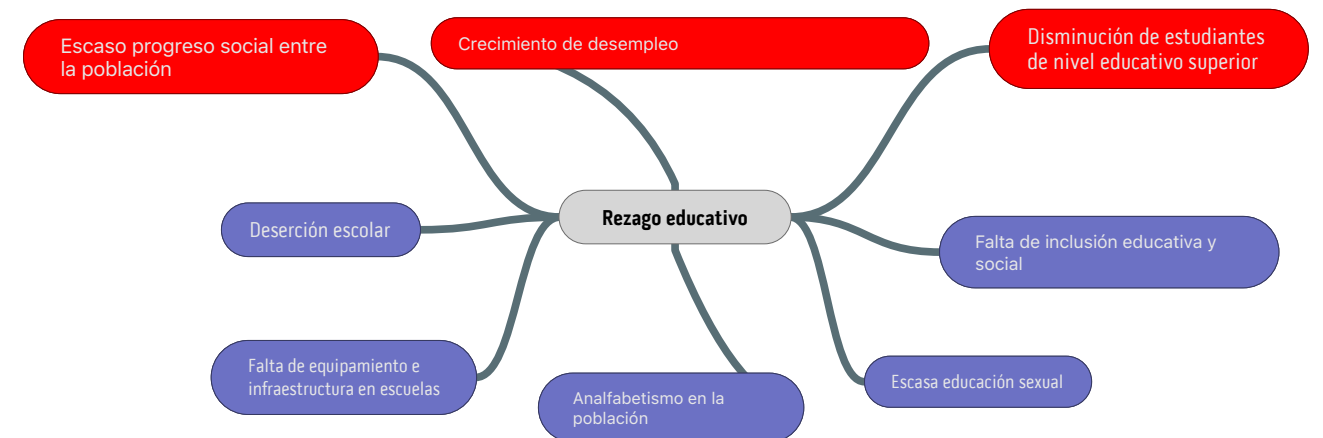 Escaso progreso social entre
la población
Crecimiento de desempleo
Disminución de estudiantes
de nivel educativo superior
Rezago educativo
Deserción escolar
Falta de inclusión educativa y
social
Falta de equipamiento e
infraestructura en escuelas
Analfabetismo en la
población
Escasa educación sexual